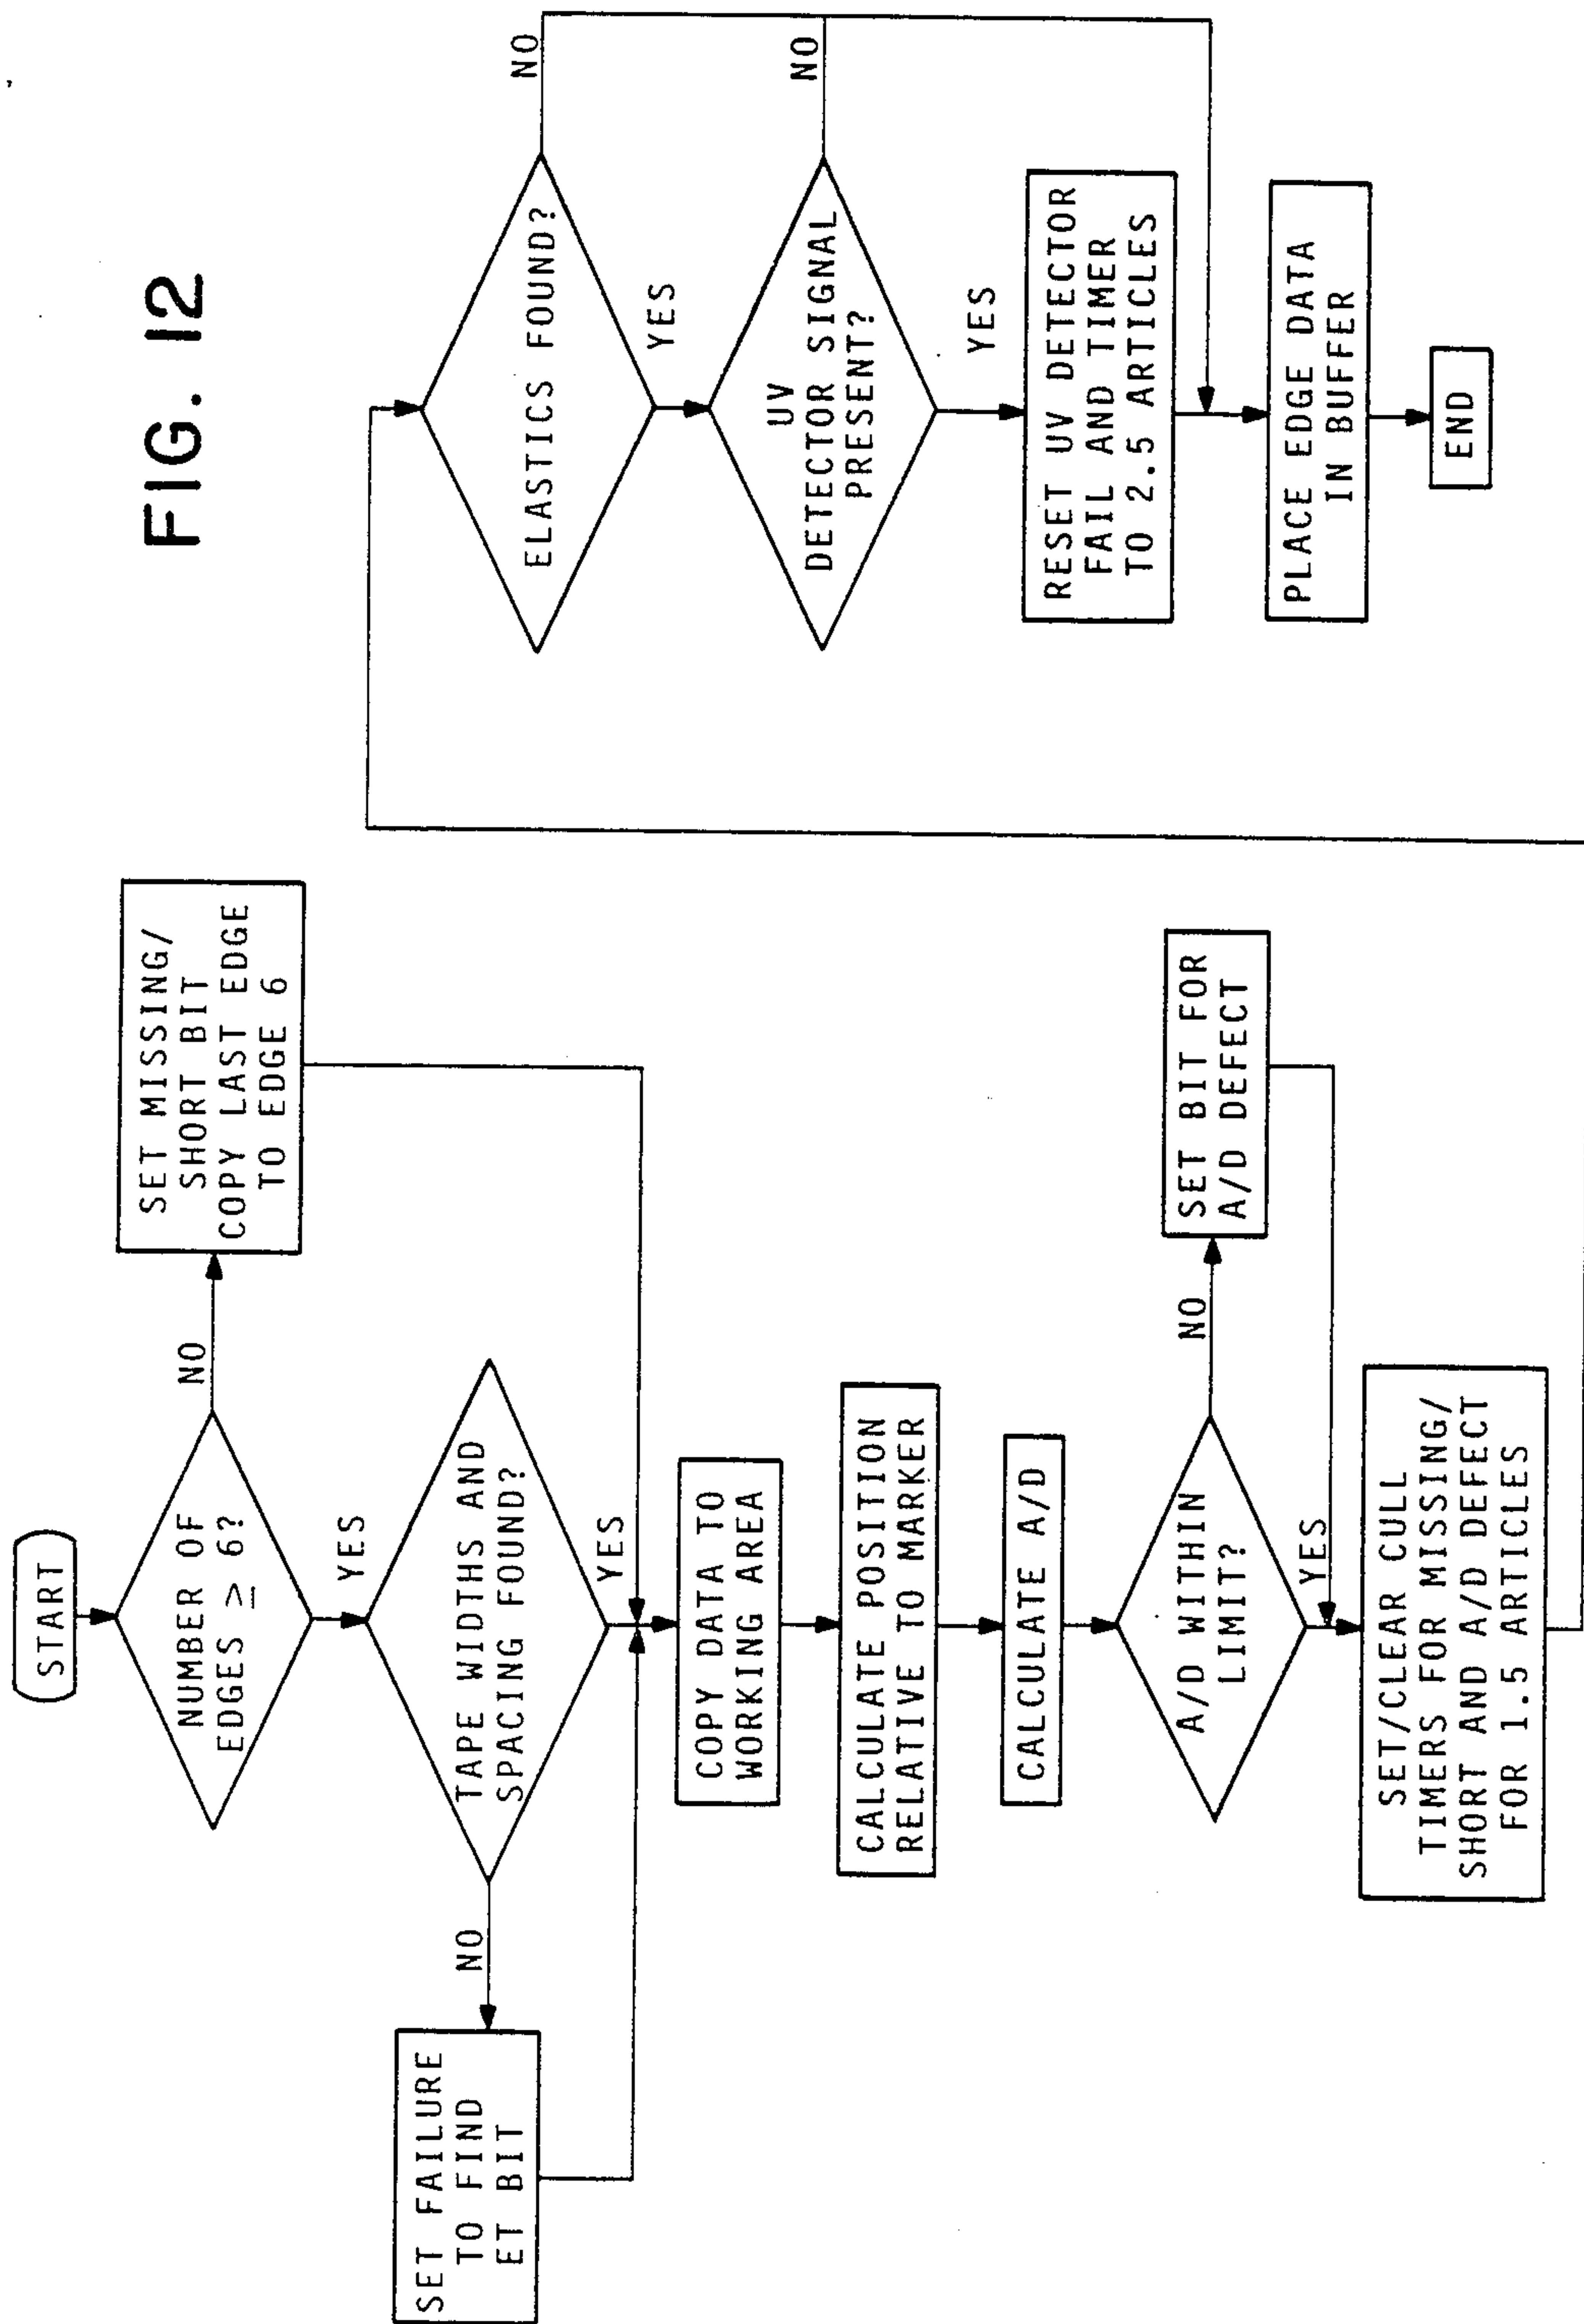 FIG. 12
START
NUMBER OF
EDGES ≥ 6?
NO
SET MISSING/
SHORT BIT
COPY LAST EDGE
TO EDGE 6
YES
TAPE WIDTHS AND
SPACING FOUND?
NO
SET FAILURE
TO FIND
ET BIT
YES
COPY DATA TO
WORKING AREA
CALCULATE POSITION
RELATIVE TO MARKER
CALCULATE A/D
A/D WITHIN
LIMIT?
NO
SET BIT FOR
A/D DEFECT
YES
SET/CLEAR CULL
TIMERS FOR MISSING/
SHORT AND A/D DEFECT
FOR 1.5 ARTICLES
ELASTICS FOUND?
NO
YES
UV
DETECTOR SIGNAL
PRESENT?
NO
YES
RESET UV DETECTOR
FAIL AND TIMER
TO 2.5 ARTICLES
PLACE EDGE DATA
IN BUFFER
END